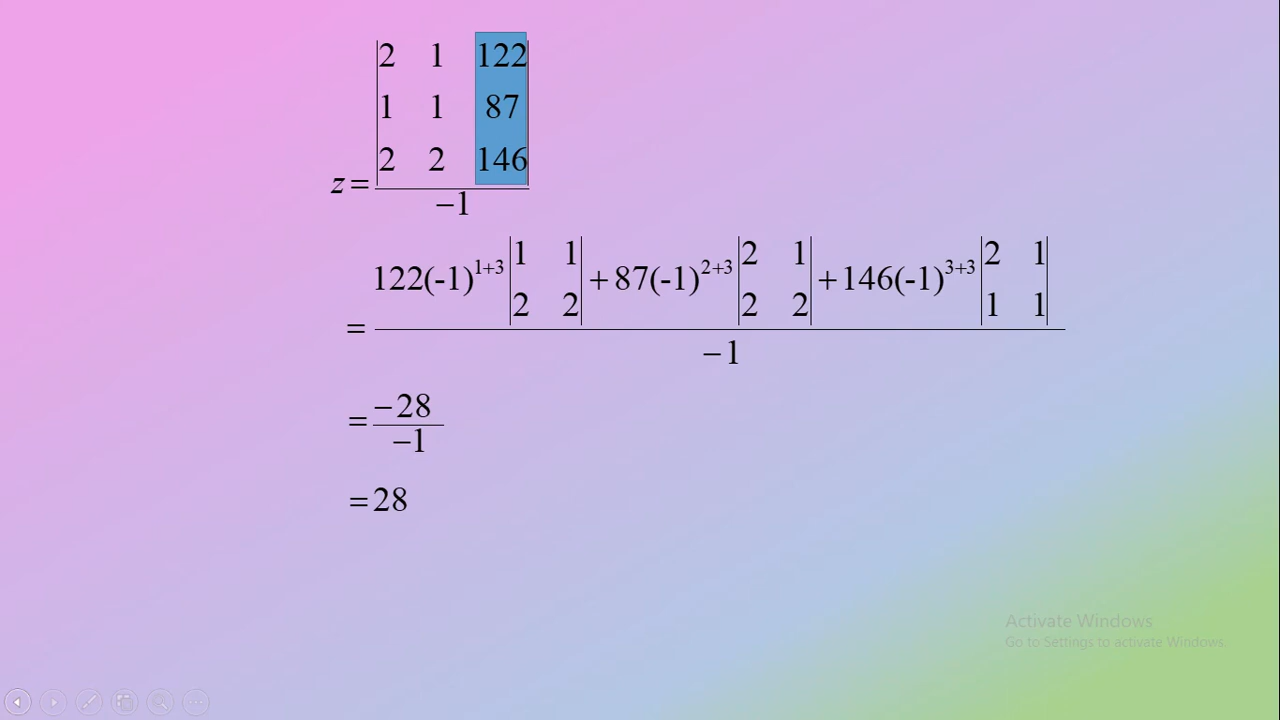 2 1 122
1 1 87
2 2 146
z =
−1
122(-1)¹⁺³ |1 1| + 87(-1)²⁺³ |2 1| + 146(-1)³⁺³ |2 1|
|2 2| |2 2| |1 1|
=
−1
= −28
−1
= 28
Activate Windows
Go to Settings to activate Windows.